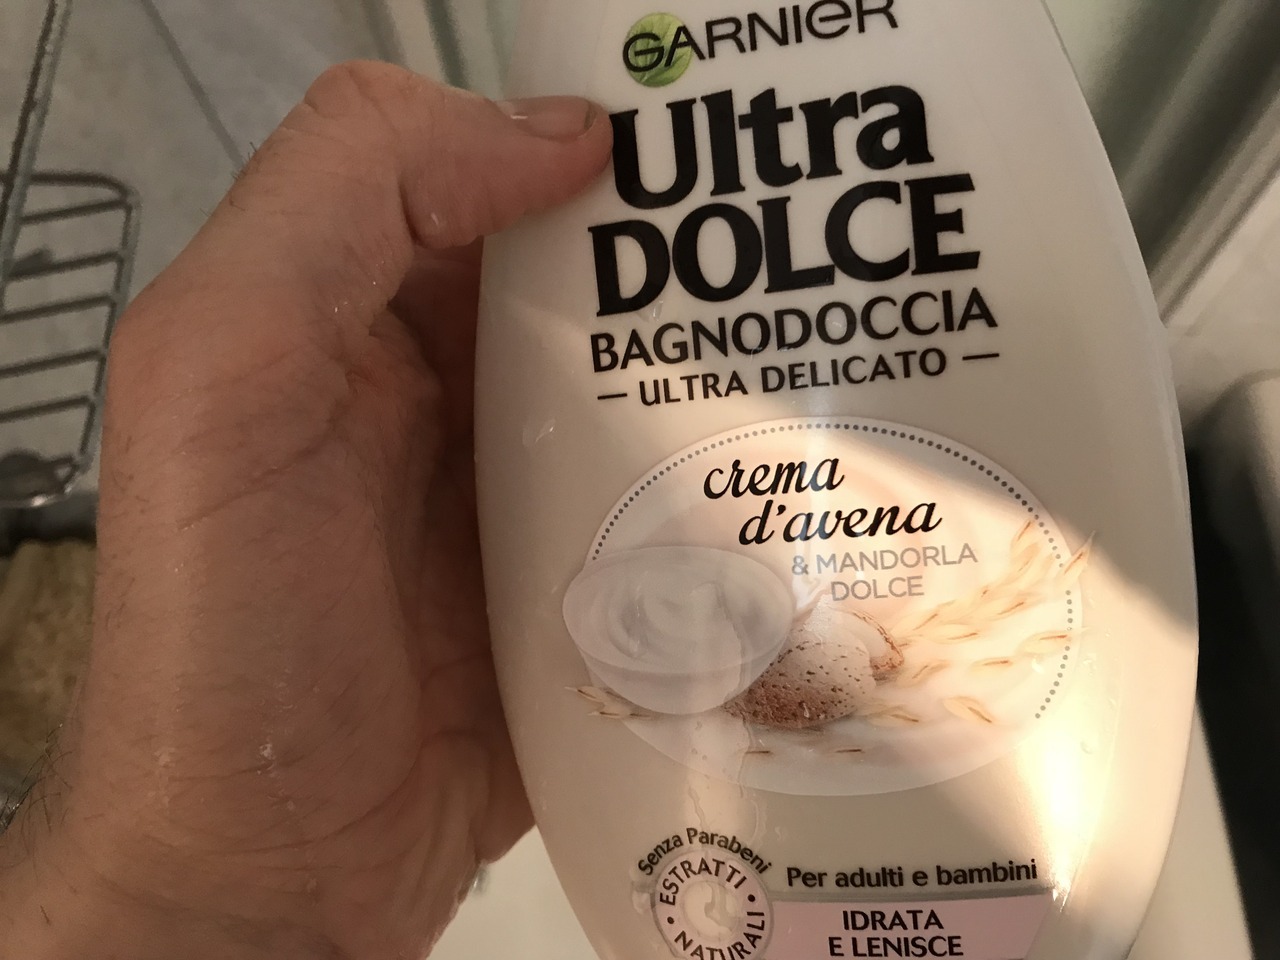 GARNIER
Ultra
DOLCE
BAGNODOCCIA
— ULTRA DELICATO —
crema
d'avena
& MANDORLA
DOLCE
Senza Parabeni
ESTRATTI
NATURALI
Per adulti e bambini
IDRATA
E LENISCE